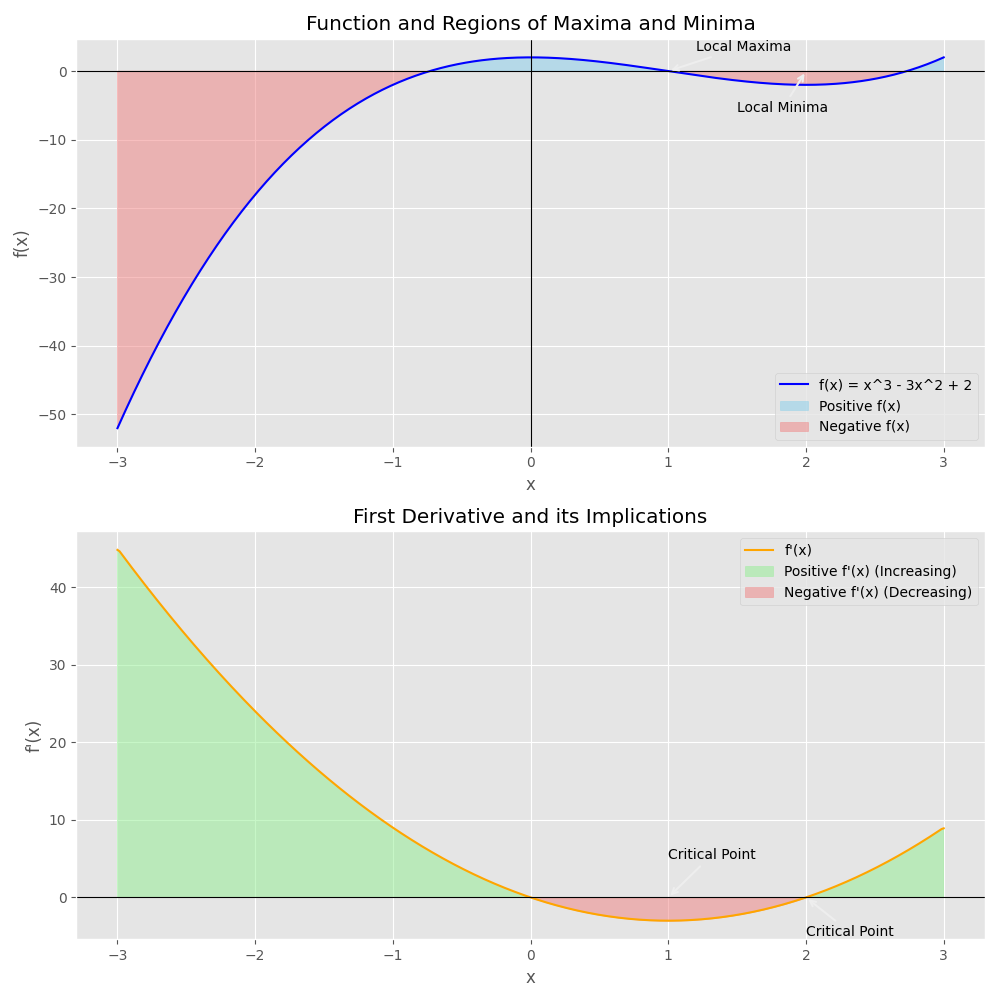 Function and Regions of Maxima and Minima
Local Maxima
Local Minima
f(x)
0
−10
−20
−30
−40
−50
f(x) = x^3 - 3x^2 + 2
Positive f(x)
Negative f(x)
−3 −2 −1 0 1 2 3
x
First Derivative and its Implications
f'(x)
Positive f'(x) (Increasing)
Negative f'(x) (Decreasing)
f'(x)
40
30
20
10
0
Critical Point
Critical Point
−3 −2 −1 0 1 2 3
x